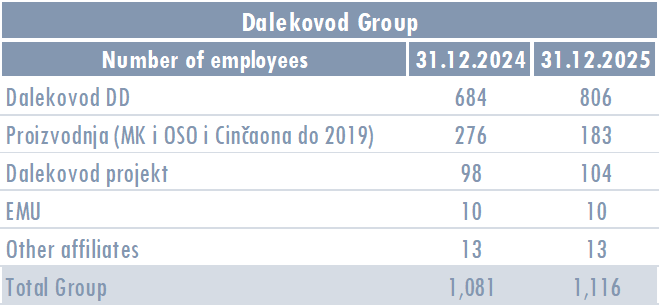 Dalekovod Group
Number of employees 31.12.2024 31.12.2025
Dalekovod DD 684 806
Proizvodnja (MK i OSO i Cinčaona do 2019) 276 183
Dalekovod projekt 98 104
EMU 10 10
Other affiliates 13 13
Total Group 1,081 1,116